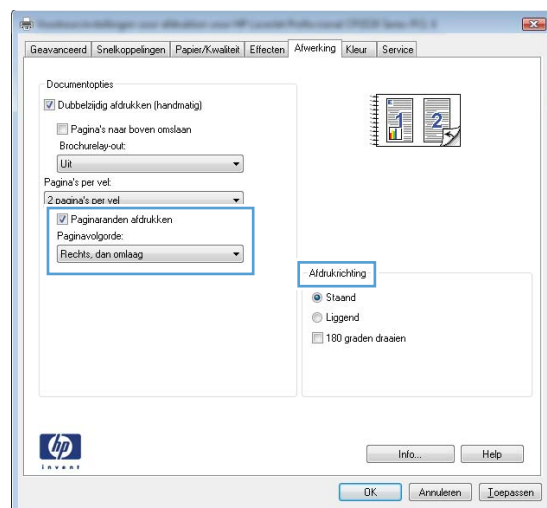 Geavanceerd Snelkoppelingen Papier/Kwaliteit Effecten Afwerking Kleur Service
Documentopties
Dubbelzijdig afdrukken (handmatig)
Pagina's naar boven omslaan
Brochurelay-out:
Uit
Pagina's per vel:
2 pagina's per vel
Paginaranden afdrukken
Paginavolgorde:
Rechts, dan omlaag
1 2
Afdrukrichting
Staand
Liggend
180 graden draaien
hp
invent
Info... Help
OK Annuleren Toepassen